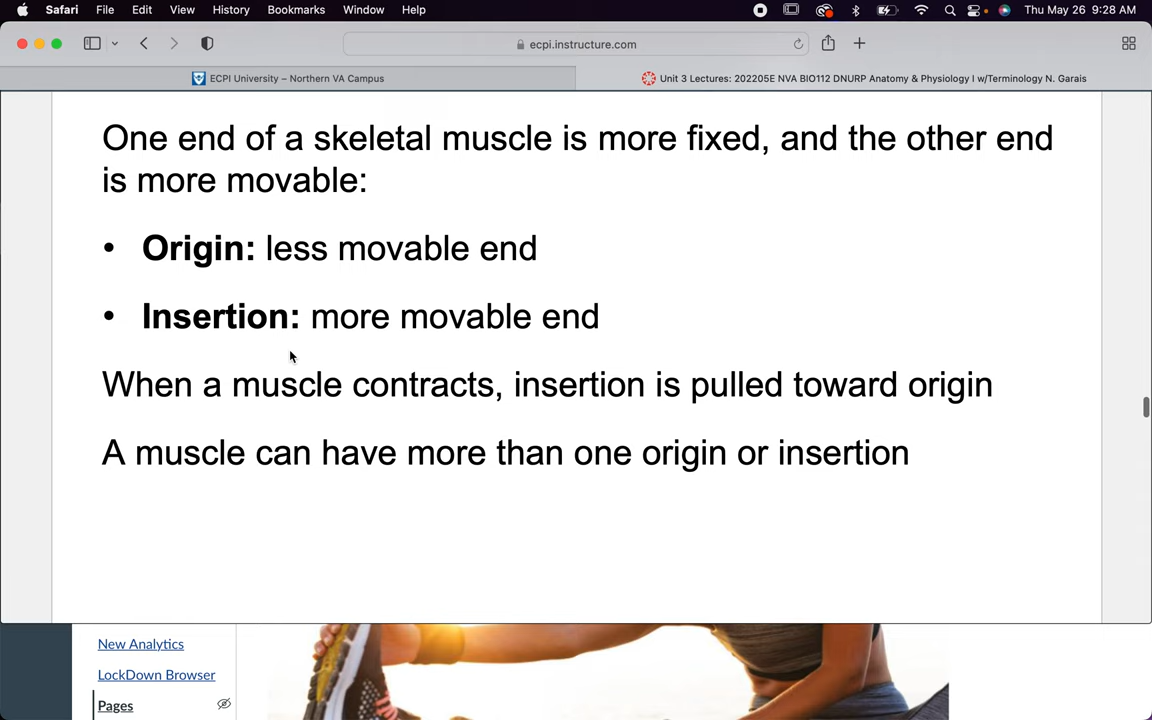 Safari File Edit View History Bookmarks Window Help Thu May 26 9:28 AM
ecpi.instructure.com
ECPI University – Northern VA Campus
Unit 3 Lectures: 202205E NVA BIO112 DNURP Anatomy & Physiology I w/Terminology N. Garais
One end of a skeletal muscle is more fixed, and the other end
is more movable:
• Origin: less movable end
• Insertion: more movable end
When a muscle contracts, insertion is pulled toward origin
A muscle can have more than one origin or insertion
New Analytics
LockDown Browser
Pages